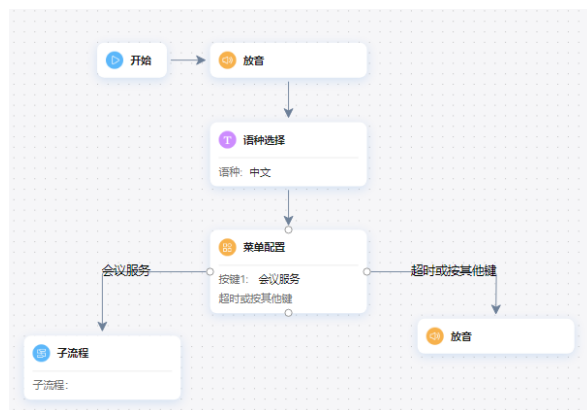 开始
放音
语种选择
语种: 中文
菜单配置
会议服务
超时或按其他键
按键1: 会议服务
超时或按其他键
放音
子流程
子流程: